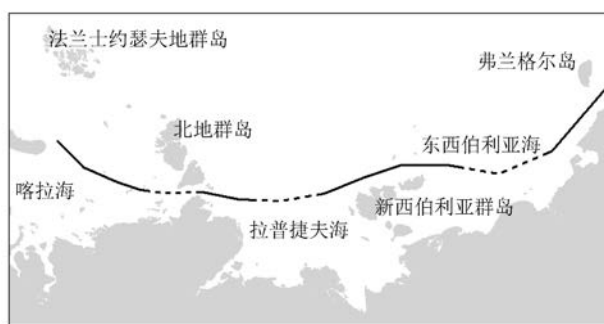 法兰士约瑟夫地群岛
弗兰格尔岛
北地群岛
东西伯利亚海
喀拉海
新西伯利亚群岛
拉普捷夫海